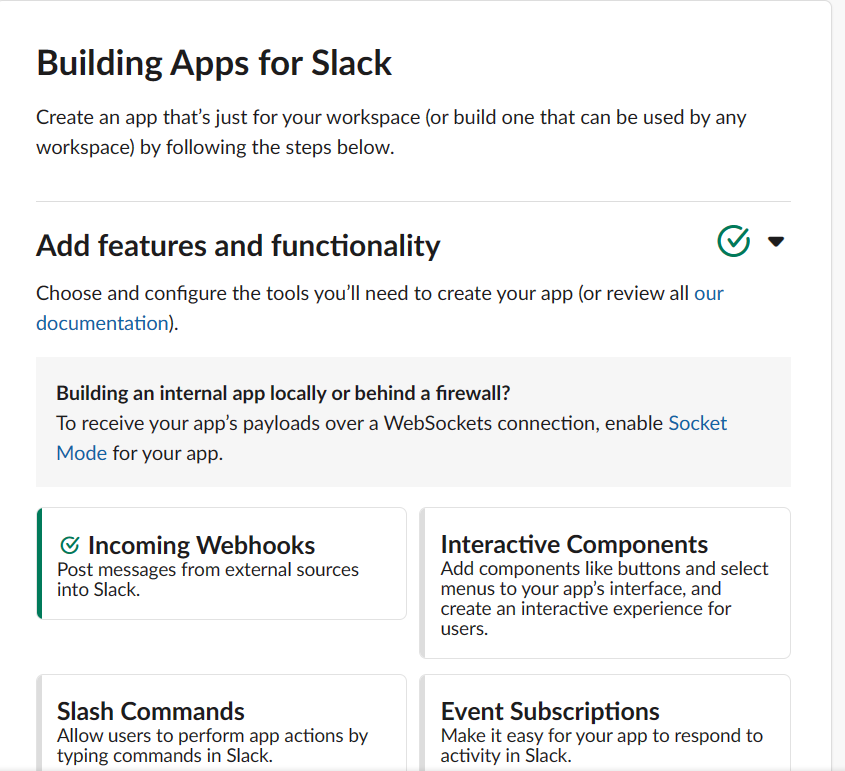 Building Apps for Slack
Create an app that’s just for your workspace (or build one that can be used by any
workspace) by following the steps below.
Add features and functionality
Choose and configure the tools you’ll need to create your app (or review all our
documentation).
Building an internal app locally or behind a firewall?
To receive your app’s payloads over a WebSockets connection, enable Socket
Mode for your app.
Incoming Webhooks
Post messages from external sources
into Slack.
Interactive Components
Add components like buttons and select
menus to your app’s interface, and
create an interactive experience for
users.
Slash Commands
Allow users to perform app actions by
typing commands in Slack.
Event Subscriptions
Make it easy for your app to respond to
activity in Slack.